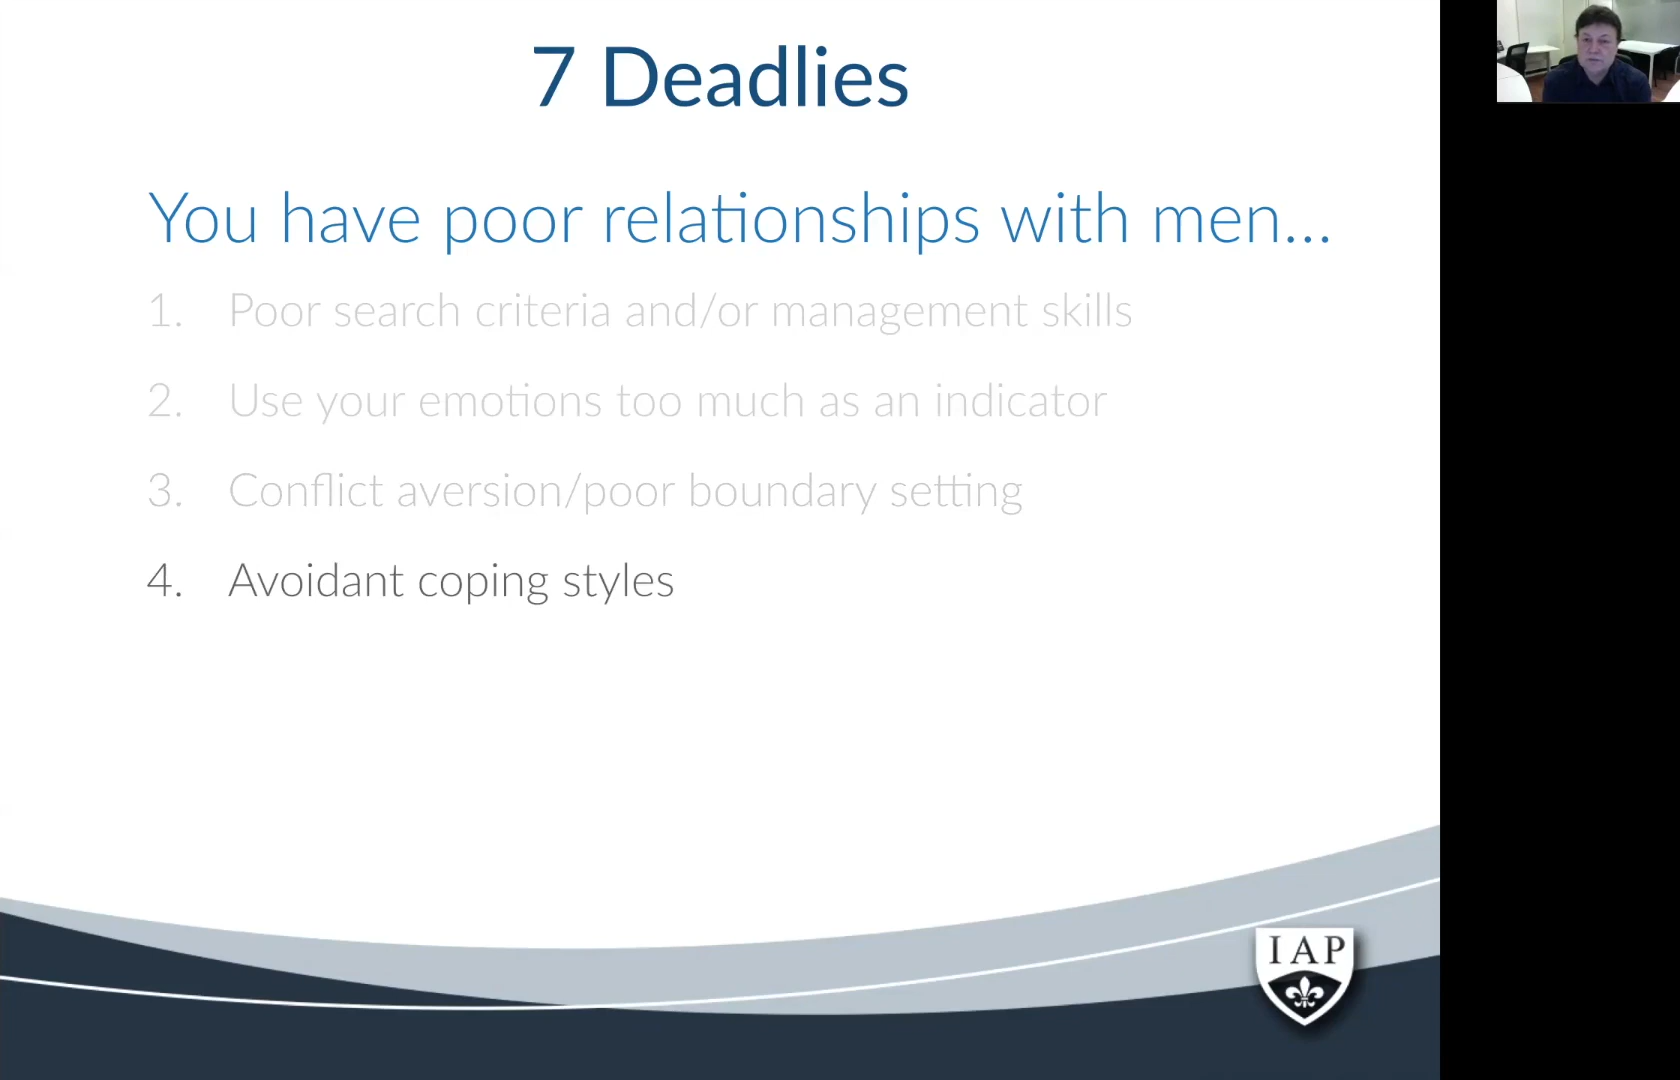 7 Deadlies
You have poor relationships with men...
1. Poor search criteria and/or management skills
2. Use your emotions too much as an indicator
3. Conflict aversion/poor boundary setting
4. Avoidant coping styles
IAP